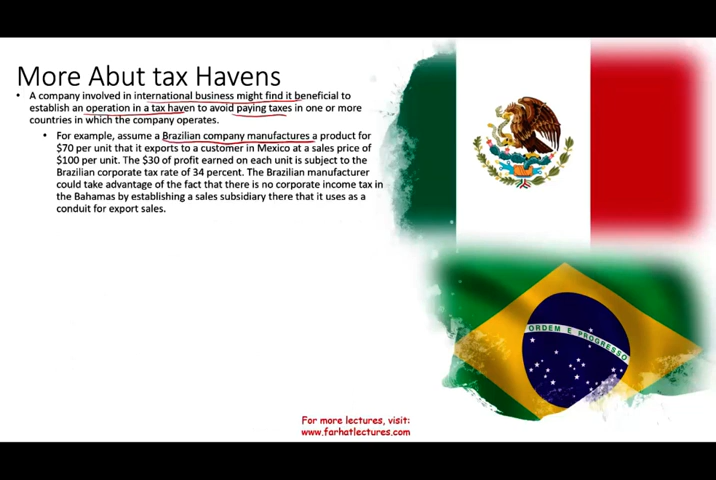 More Abut tax Havens
• A company involved in international business might find it beneficial to
establish an operation in a tax haven to avoid paying taxes in one or more
countries in which the company operates.
• For example, assume a Brazilian company manufactures a product for
$70 per unit that it exports to a customer in Mexico at a sales price of
$100 per unit. The $30 of profit earned on each unit is subject to the
Brazilian corporate tax rate of 34 percent. The Brazilian manufacturer
could take advantage of the fact that there is no corporate income tax in
the Bahamas by establishing a sales subsidiary there that it uses as a
conduit for export sales.
ORDEM E PROGRESSO
For more lectures, visit:
www.farhatlectures.com